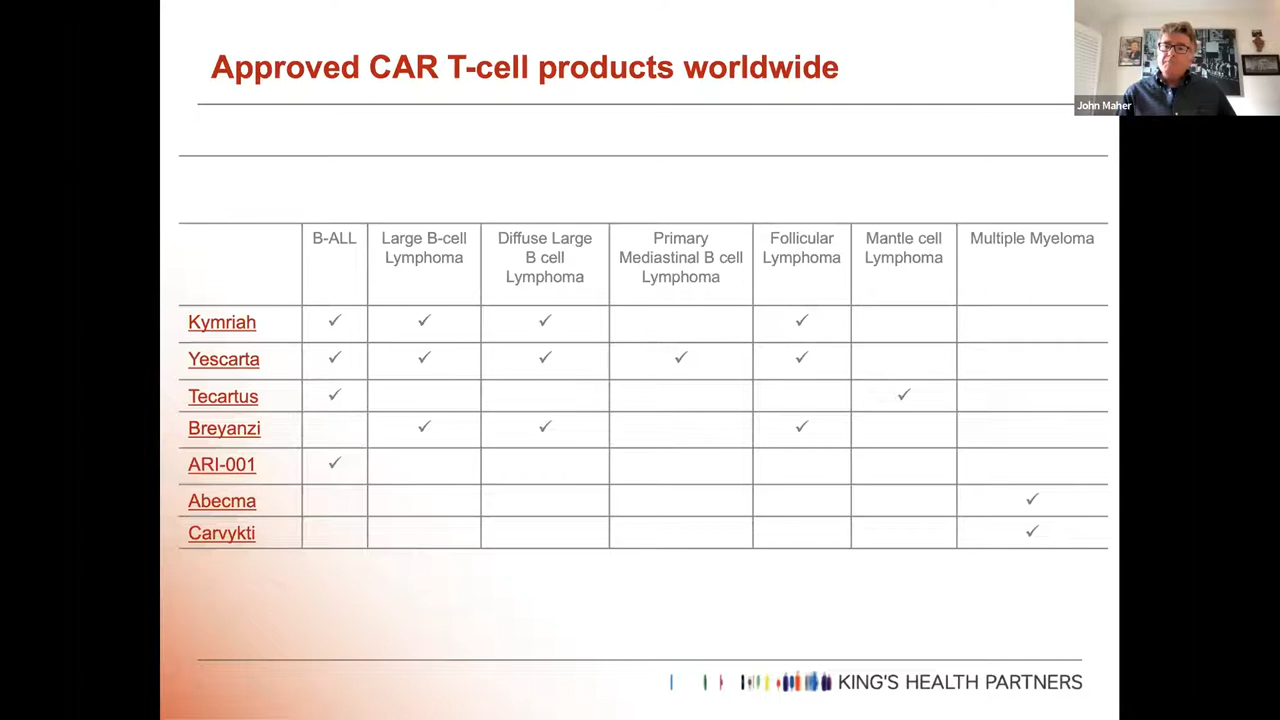 Approved CAR T-cell products worldwide
John Maher
B-ALL
Large B-cell
Lymphoma
Diffuse Large
B cell
Lymphoma
Primary
Mediastinal B cell
Lymphoma
Follicular
Lymphoma
Mantle cell
Lymphoma
Multiple Myeloma
Kymriah ✓ ✓ ✓ ✓
Yescarta ✓ ✓ ✓ ✓ ✓
Tecartus ✓ ✓
Breyanzi ✓ ✓ ✓
ARI-001 ✓
Abecma ✓
Carvykti ✓
KING'S HEALTH PARTNERS